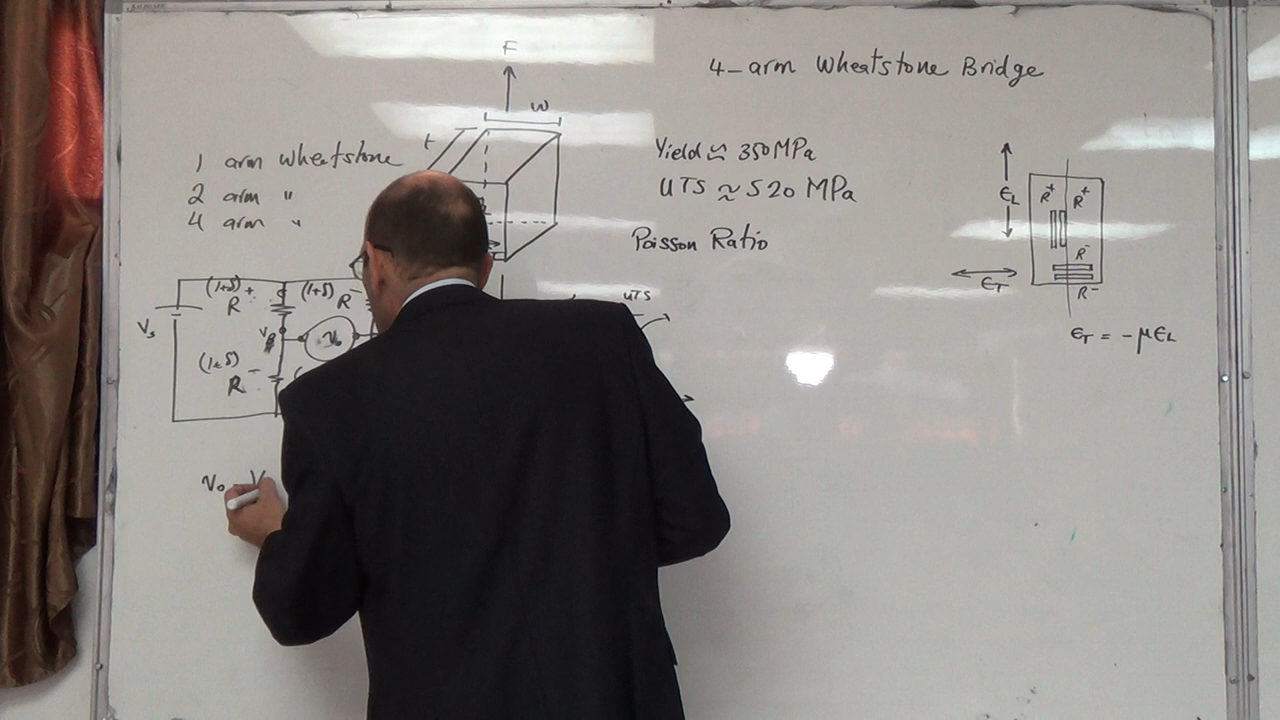 4-arm Wheatstone Bridge
F
w
t
1 arm Wheatstone
2 arm "
4 arm "
Yield ≈ 350 MPa
UTS ≈ 520 MPa
Poisson Ratio
R+ R+
ϵL
R-
ϵT
R-
ϵT = -μϵL
(1+δ) + (1+δ) -
R R
Vs
Vo
R -
UTS
Vo = V